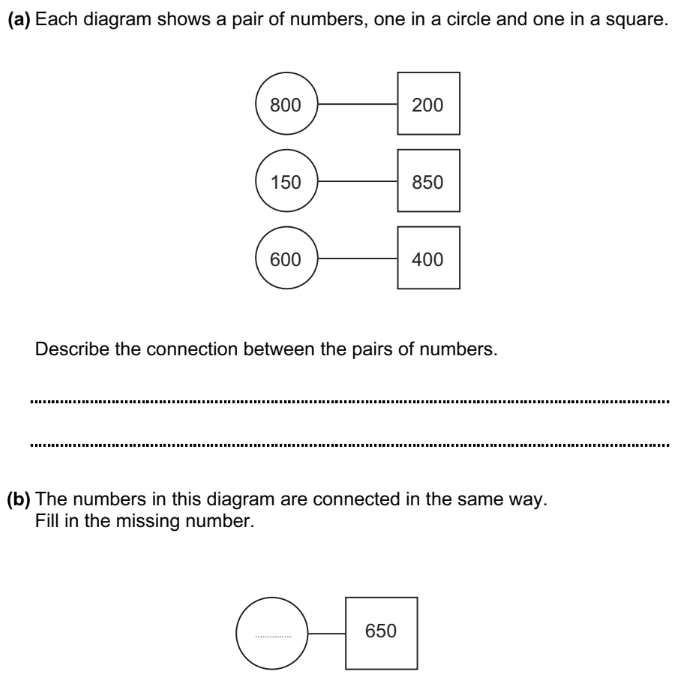 (a) Each diagram shows a pair of numbers, one in a circle and one in a square.
800 200
150 850
600 400
Describe the connection between the pairs of numbers.
(b) The numbers in this diagram are connected in the same way.
Fill in the missing number.
650